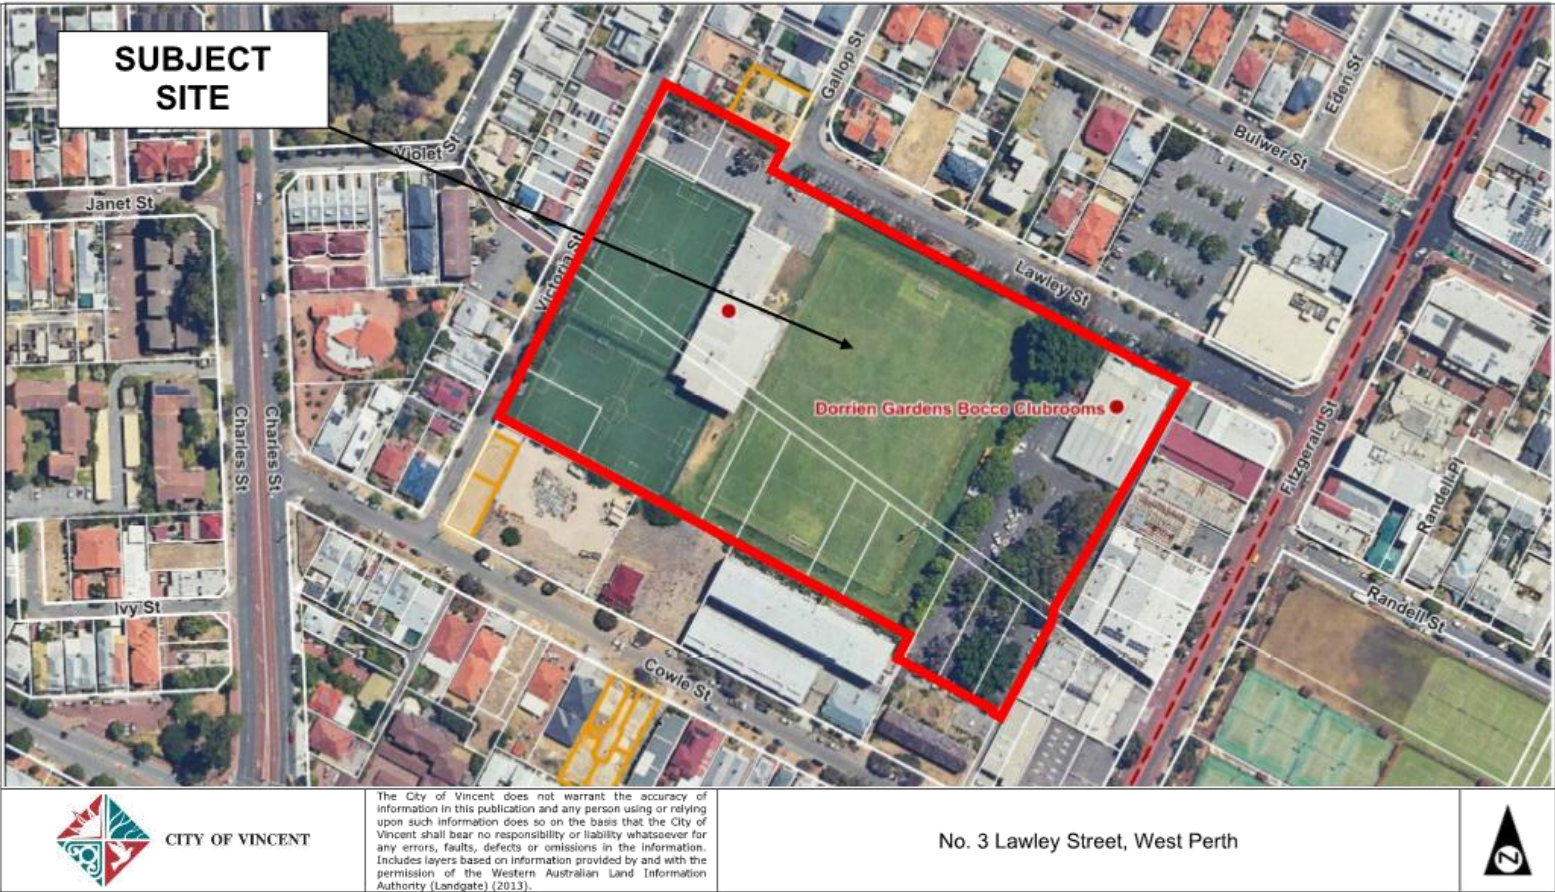 SUBJECT
SITE
Gallop St
Eden St
Bulwer St
Violet St
Janet St
Victoria St
Lawley St
Dorrien Gardens Bocce Clubrooms
Charles St
Charles St
Fitzgerald St
Randell Pl
Ivy St
Randell St
Cowle St
CITY OF VINCENT
The City of Vincent does not warrant the accuracy of
information in this publication and any person using or relying
upon such information does so on the basis that the City of
Vincent shall bear no responsibility or liability whatsoever for
any errors, faults, defects or omissions in the information.
Includes layers based on information provided by and with the
permission of the Western Australian Land Information
Authority (Landgate) (2013).
No. 3 Lawley Street, West Perth
N